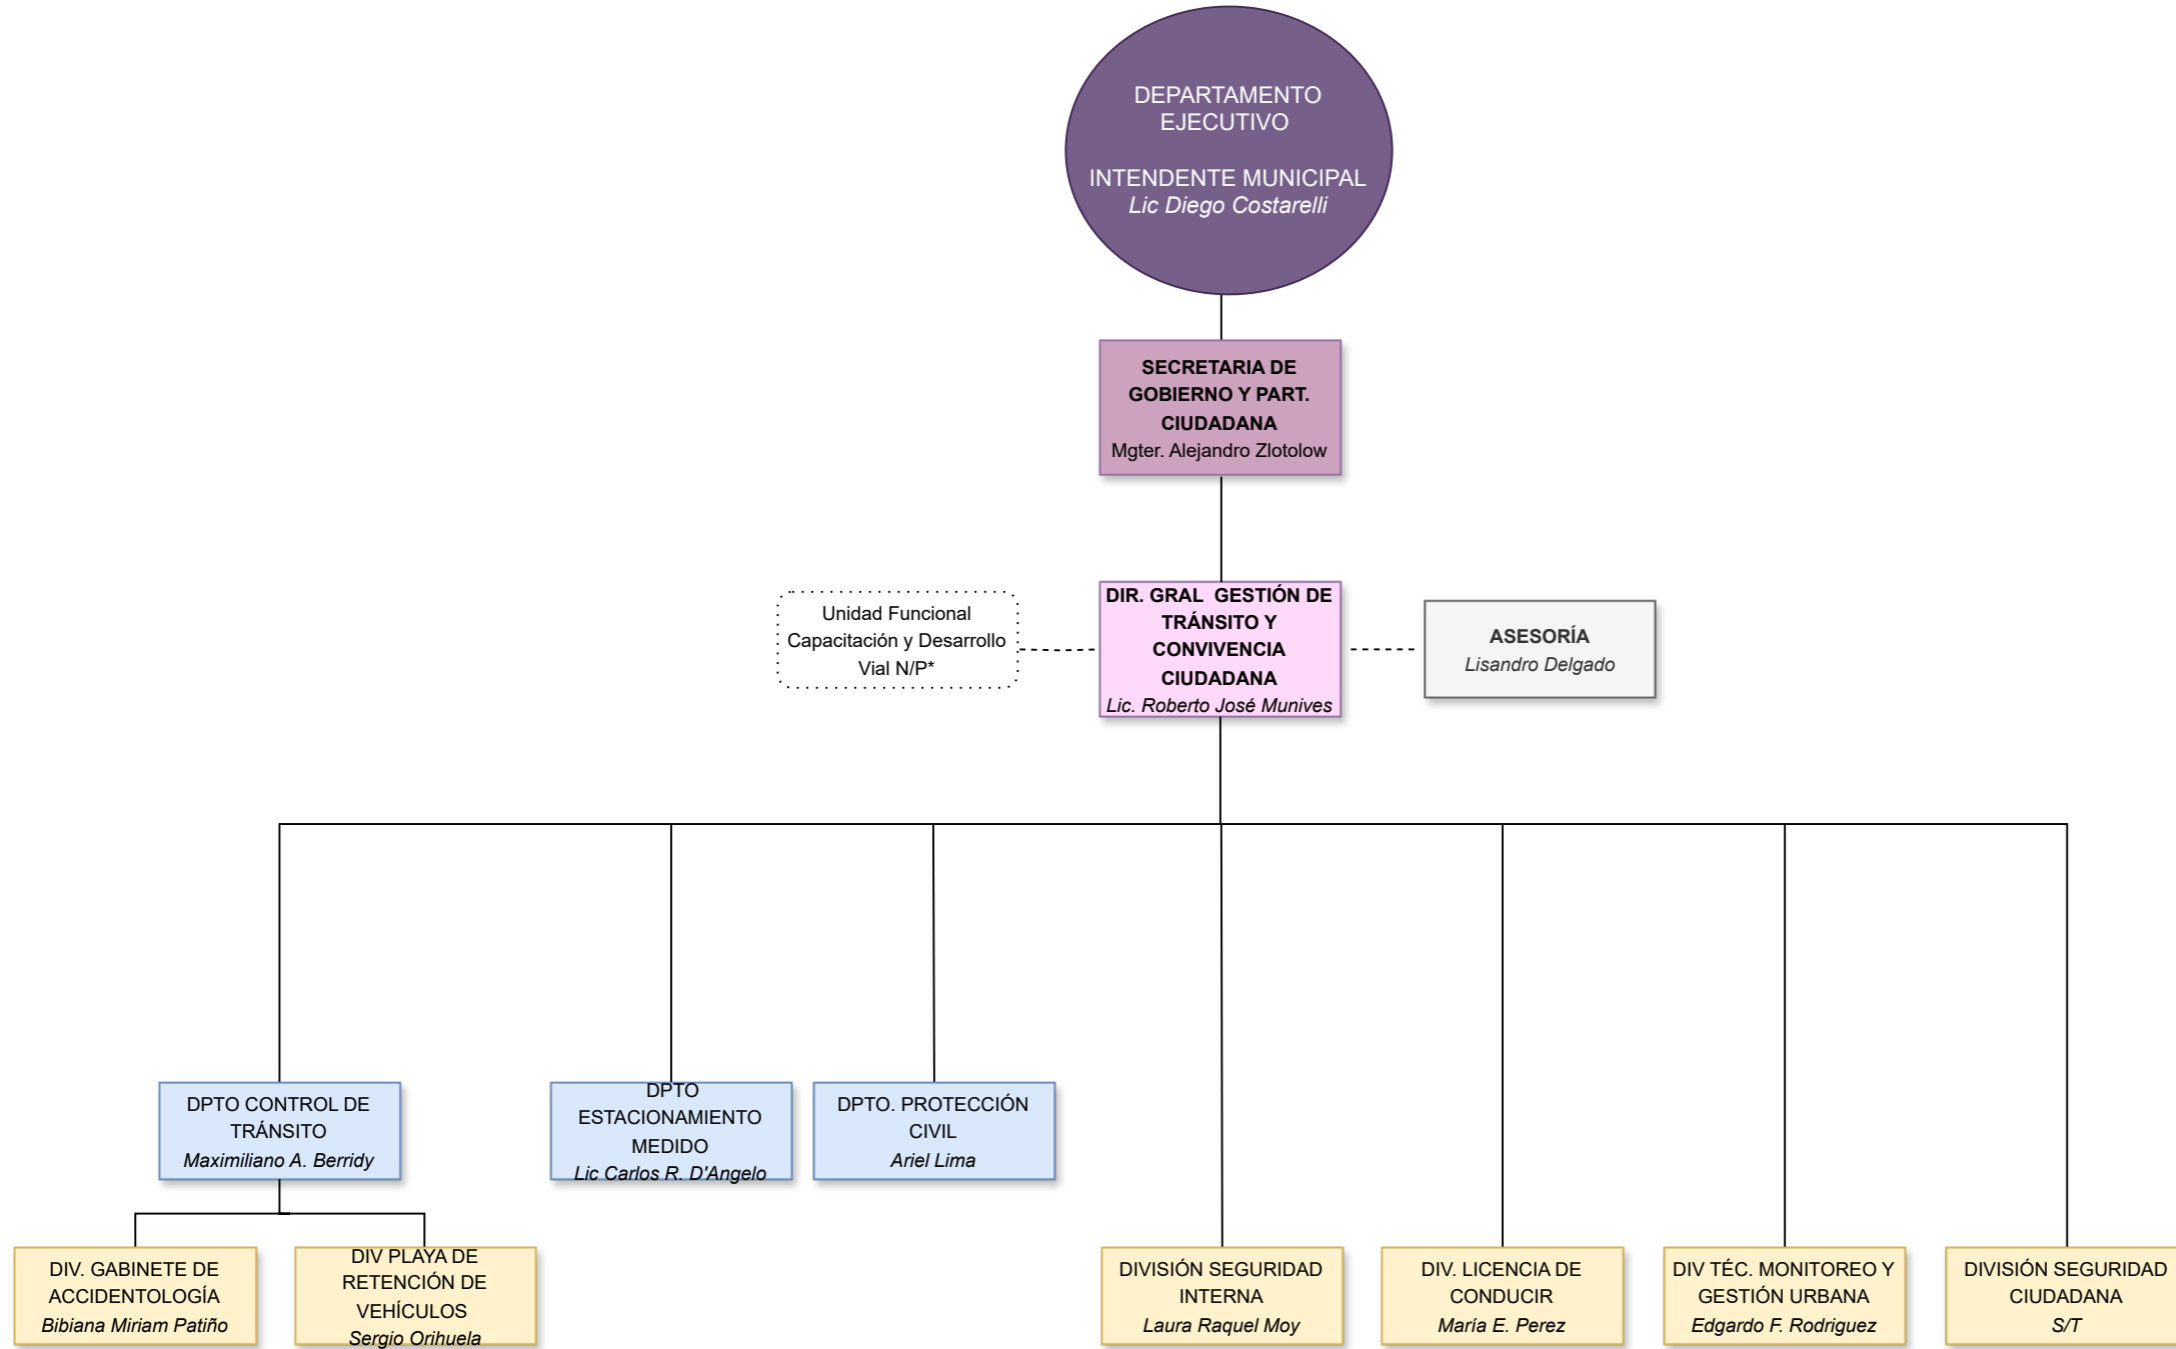 DEPARTAMENTO
EJECUTIVO
INTENDENTE MUNICIPAL
Lic Diego Costarelli
SECRETARIA DE
GOBIERNO Y PART.
CIUDADANA
Mgter. Alejandro Zlotolow
Unidad Funcional
Capacitación y Desarrollo
Vial N/P*
DIR. GRAL  GESTIÓN DE
TRÁNSITO Y
CONVIVENCIA
CIUDADANA
Lic. Roberto José Munives
ASESORÍA
Lisandro Delgado
DPTO CONTROL DE
TRÁNSITO
Maximiliano A. Berridy
DPTO
ESTACIONAMIENTO
MEDIDO
Lic Carlos R. D'Angelo
DPTO. PROTECCIÓN
CIVIL
Ariel Lima
DIV. GABINETE DE
ACCIDENTOLOGÍA
Bibiana Miriam Patiño
DIV PLAYA DE
RETENCIÓN DE
VEHÍCULOS
Sergio Orihuela
DIVISIÓN SEGURIDAD
INTERNA
Laura Raquel Moy
DIV. LICENCIA DE
CONDUCIR
María E. Perez
DIV TÉC. MONITOREO Y
GESTIÓN URBANA
Edgardo F. Rodriguez
DIVISIÓN SEGURIDAD
CIUDADANA
S/T